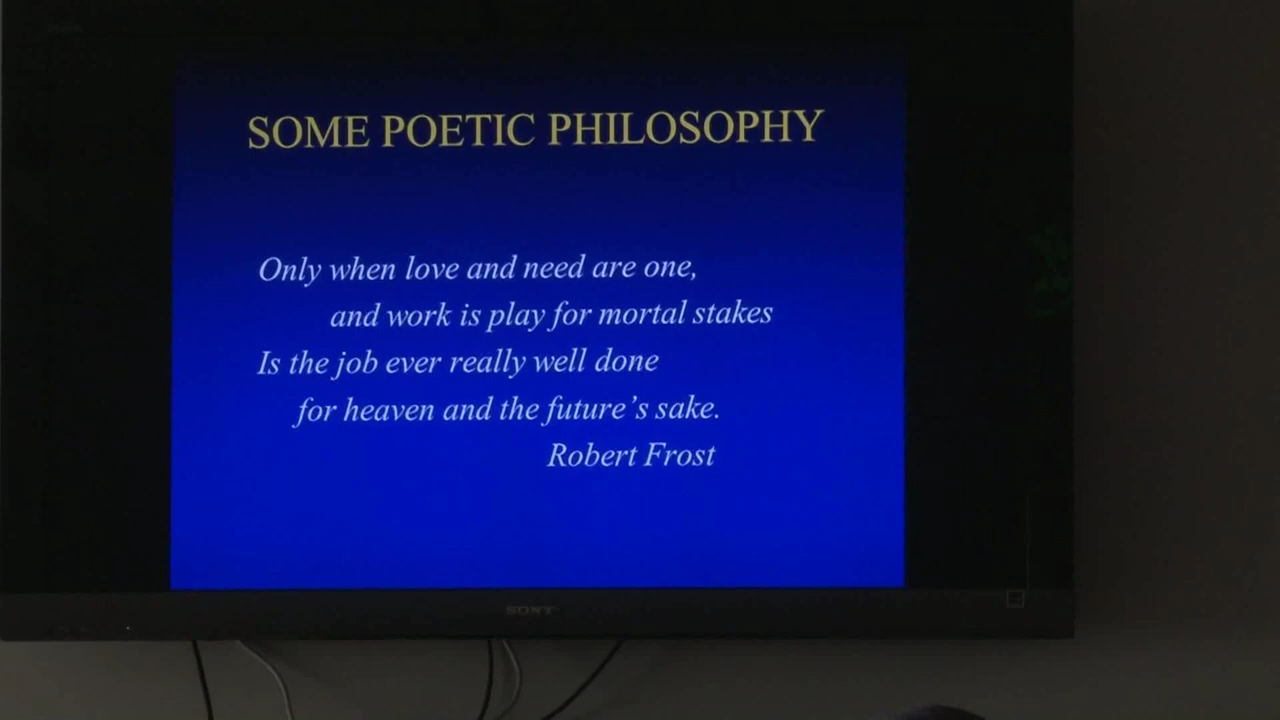 SOME POETIC PHILOSOPHY
Only when love and need are one,
and work is play for mortal stakes
Is the job ever really well done
for heaven and the future’s sake.
Robert Frost
SONY